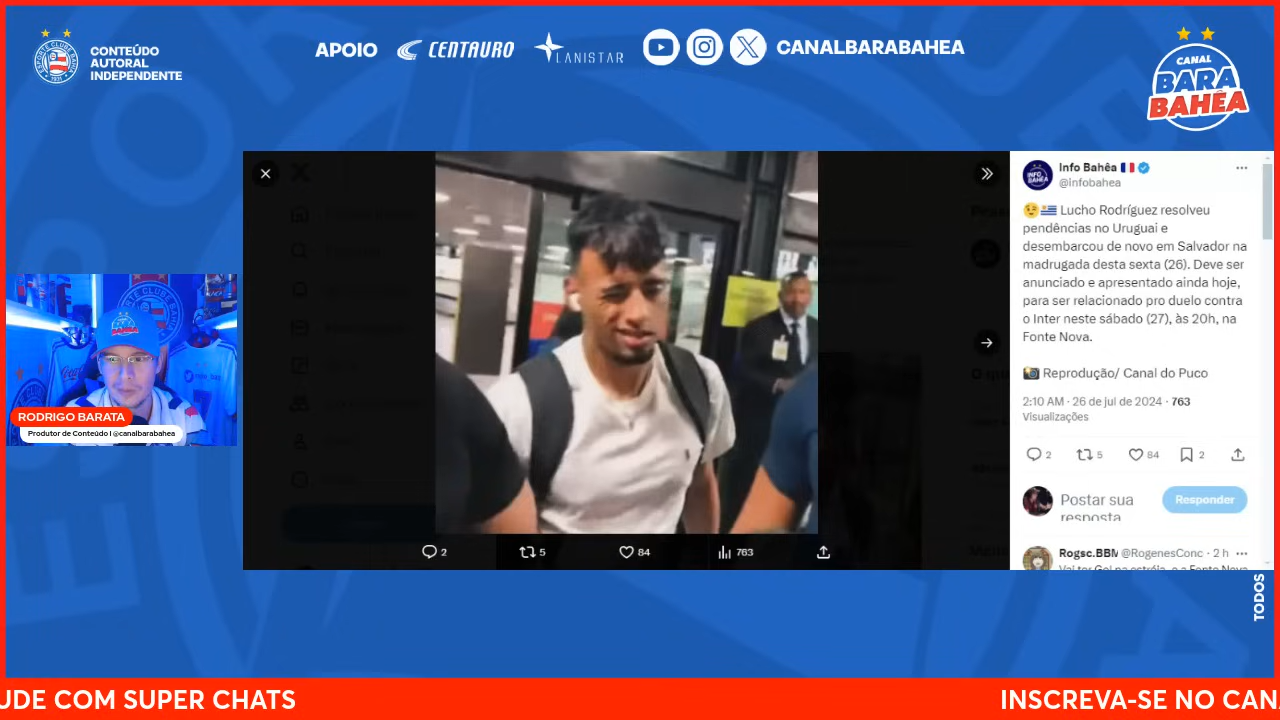 CONTEÚDO
AUTORAL
INDEPENDENTE
APOIO
CENTAURO
LANISTAR
CANALBARABAHEA
CANAL
BARA
BAHÊA
Info Bahêa
@infobahea
Lucho Rodríguez resolveu
pendências no Uruguai e
desembarcou de novo em Salvador na
madrugada desta sexta (26). Deve ser
anunciado e apresentado ainda hoje,
para ser relacionado pro duelo contra
o Inter neste sábado (27), às 20h, na
Fonte Nova.
Reprodução/ Canal do Puco
2:10 AM · 26 de jul de 2024 · 763
Visualizações
2 5 84 2
Postar sua
resposta
Responder
Rogsc.BBM @RogenesConc · 2 h
2 5 84 763
RODRIGO BARATA
Produtor de Conteúdo | @canalbarabahea
TODOS
UDE COM SUPER CHATS
INSCREVA-SE NO CAN